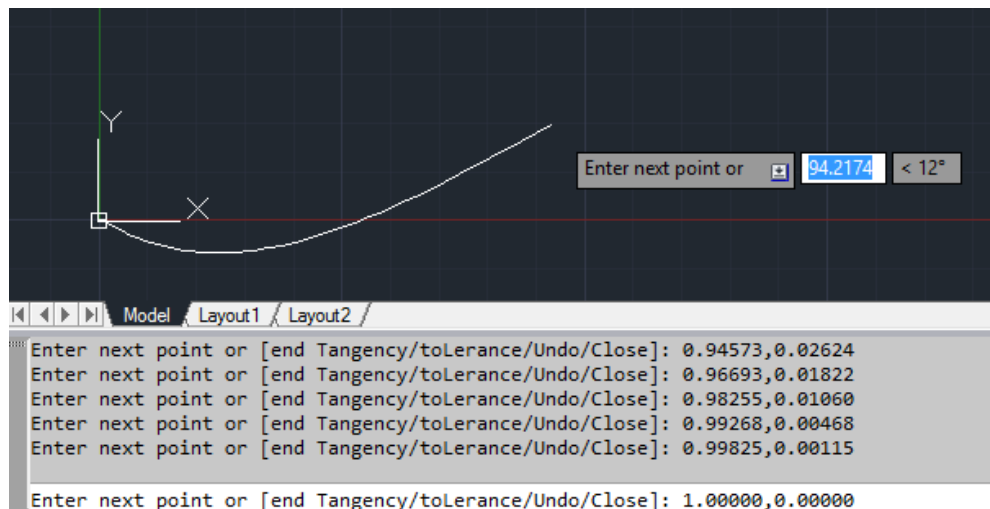 Y
X
Enter next point or 94.2174 < 12°
Model Layout1 Layout2
Enter next point or [end Tangency/toLerance/Undo/Close]: 0.94573,0.02624
Enter next point or [end Tangency/toLerance/Undo/Close]: 0.96693,0.01822
Enter next point or [end Tangency/toLerance/Undo/Close]: 0.98255,0.01060
Enter next point or [end Tangency/toLerance/Undo/Close]: 0.99268,0.00468
Enter next point or [end Tangency/toLerance/Undo/Close]: 0.99825,0.00115
Enter next point or [end Tangency/toLerance/Undo/Close]: 1.00000,0.00000